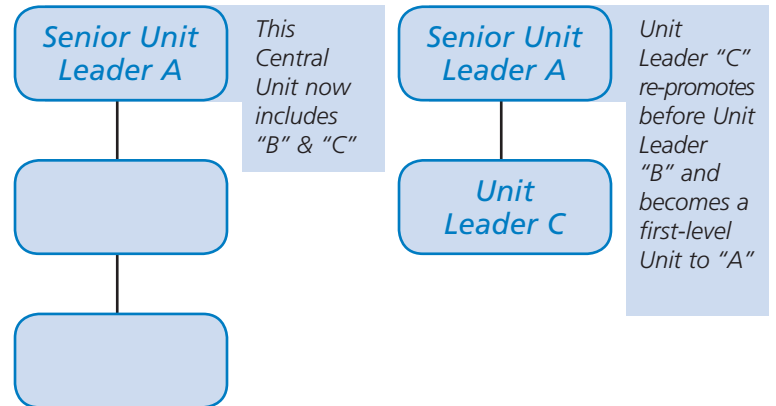 Senior Unit
Leader A
This
Central
Unit now
includes
“B” & “C”
Senior Unit
Leader A
Unit
Leader “C”
re-promotes
before Unit
Leader
“B” and
becomes a
first-level
Unit to “A”
Unit
Leader C